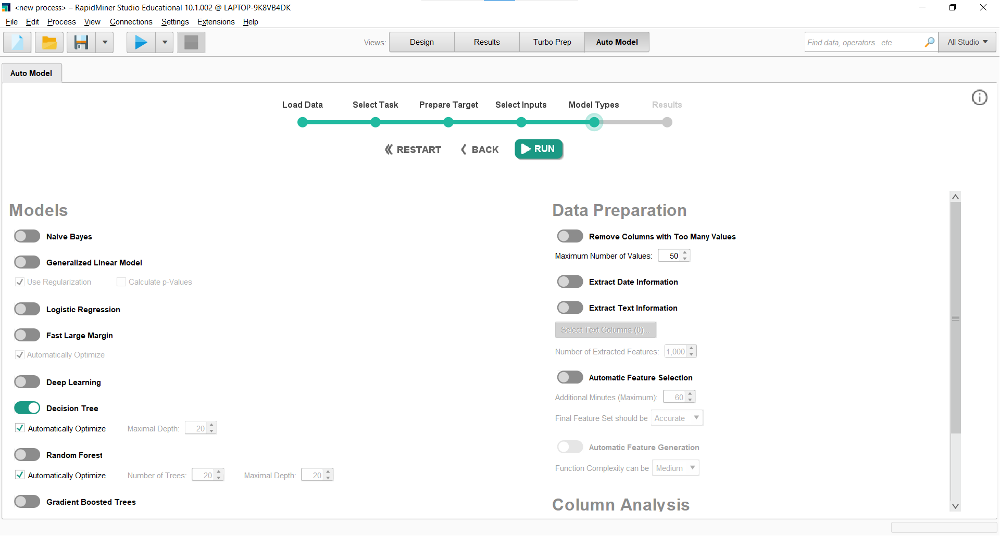 <new process> – RapidMiner Studio Educational 10.1.002 @ LAPTOP-9K8VB4DK
File Edit Process View Connections Settings Extensions Help
Views: Design Results Turbo Prep Auto Model Find data, operators...etc All Studio
Auto Model
Load Data Select Task Prepare Target Select Inputs Model Types Results
RESTART BACK RUN
Models
Naive Bayes
Generalized Linear Model
Use Regularization Calculate p-Values
Logistic Regression
Fast Large Margin
Automatically Optimize
Deep Learning
Decision Tree
Automatically Optimize Maximal Depth: 20
Random Forest
Automatically Optimize Number of Trees: 20 Maximal Depth: 20
Gradient Boosted Trees
Data Preparation
Remove Columns with Too Many Values
Maximum Number of Values: 50
Extract Date Information
Extract Text Information
Select Text Columns (0)...
Number of Extracted Features: 1,000
Automatic Feature Selection
Additional Minutes (Maximum): 60
Final Feature Set should be Accurate
Automatic Feature Generation
Function Complexity can be Medium
Column Analysis